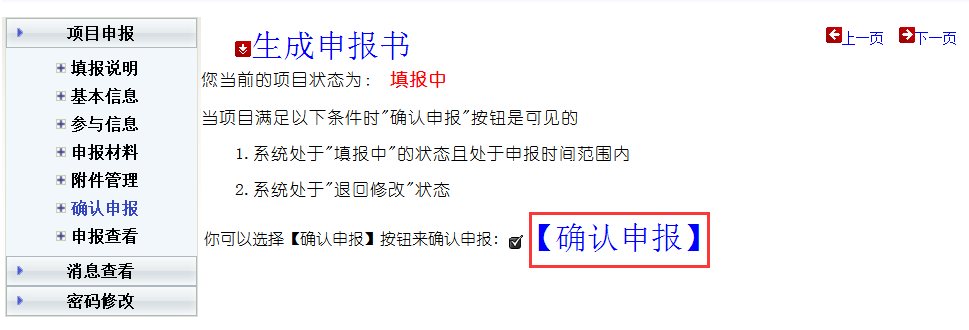 项目申报
填报说明
基本信息
参与信息
申报材料
附件管理
确认申报
申报查看
消息查看
密码修改
上一页 下一页
生成申报书
您当前的项目状态为： 填报中
当项目满足以下条件时"确认申报"按钮是可见的
1. 系统处于"填报中"的状态且处于申报时间范围内
2. 系统处于"退回修改"状态
你可以选择【确认申报】按钮来确认申报： 【确认申报】